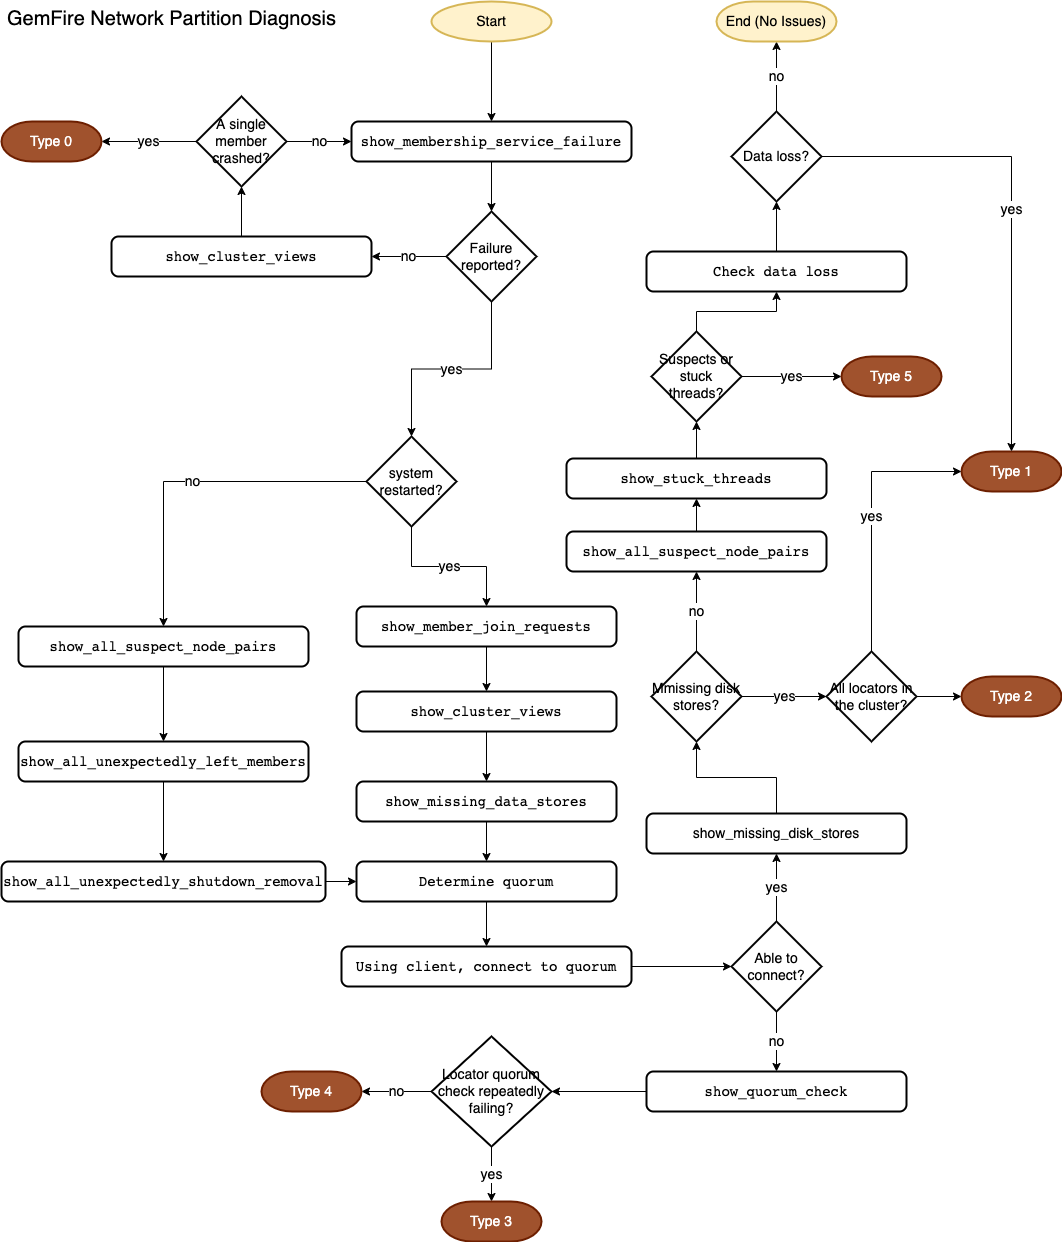 GemFire Network Partition Diagnosis
Start
End (No Issues)
no
Type 0
yes
A single
member
crashed?
no
show_membership_service_failure
Data loss?
yes
show_cluster_views
no
Failure
reported?
Check data loss
yes
Suspects or
stuck
threads?
yes
Type 5
no
system
restarted?
show_stuck_threads
Type 1
yes
show_all_suspect_node_pairs
yes
no
show_all_suspect_node_pairs
show_member_join_requests
Mmissing disk
stores?
yes
All locators in
the cluster?
Type 2
show_cluster_views
show_all_unexpectedly_left_members
show_missing_data_stores
show_missing_disk_stores
show_all_unexpectedly_shutdown_removal
Determine quorum
yes
Using client, connect to quorum
Able to
connect?
no
Type 4
no
Locator quorum
check repeatedly
failing?
show_quorum_check
yes
Type 3